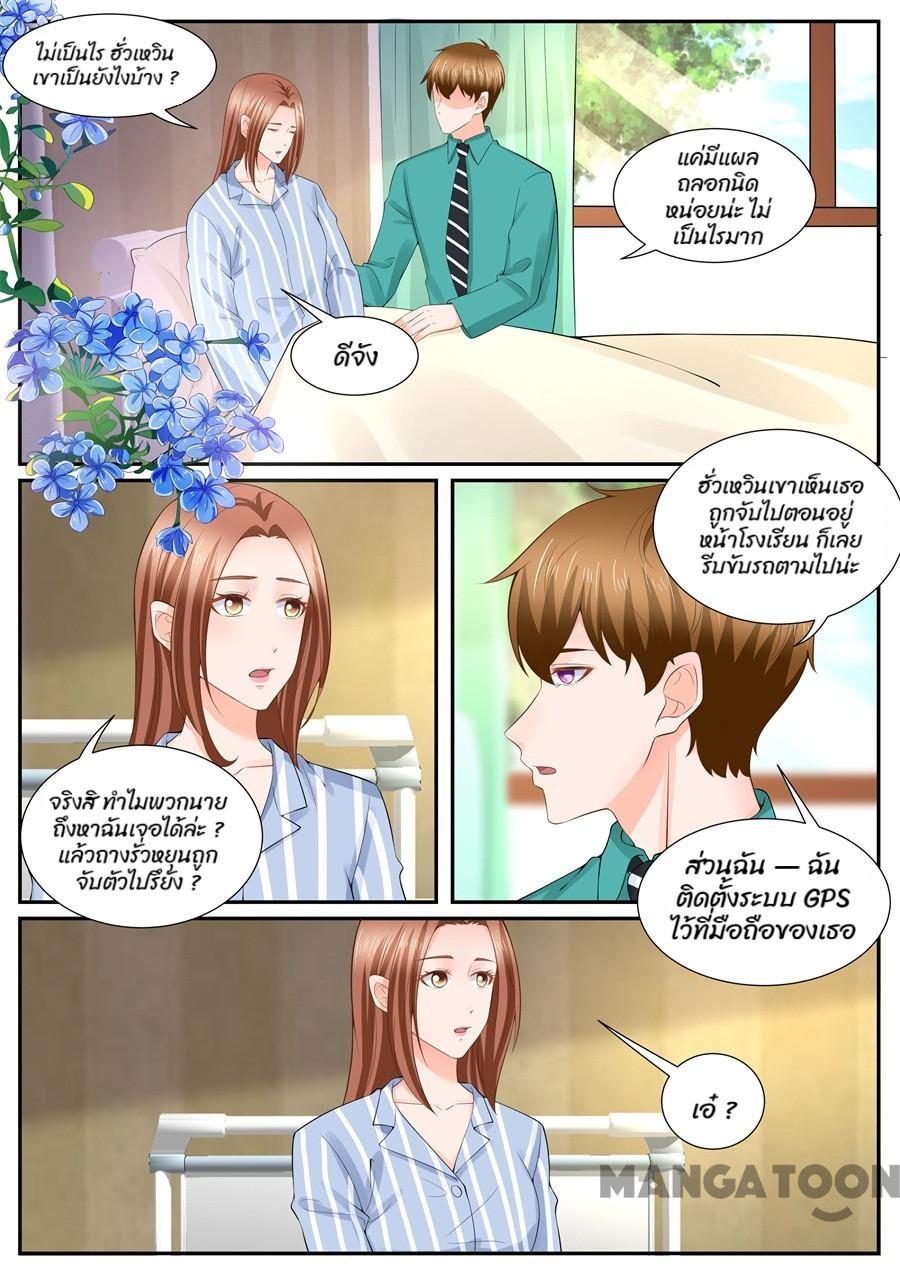 ไม่เป็นไร ฮั่วเหวิน
เขาเป็นยังไงบ้าง ?
แค่มีแผล
ถลอกนิด
หน่อยน่ะ ไม่
เป็นไรมาก
ดีจัง
ฮั่วเหวินเขาเห็นเธอ
ถูกจับไปตอนอยู่
หน้าโรงเรียน ก็เลย
รีบขับรถตามไปน่ะ
จริงสิ ทำไมพวกนาย
ถึงหาฉันเจอได้ล่ะ ?
แล้วถางรั่วหยุนถูก
จับตัวไปรึยัง ?
ส่วนฉัน — ฉัน
ติดตั้งระบบ GPS
ไว้ที่มือถือของเธอ
เอ๋ ?
MANGATOON